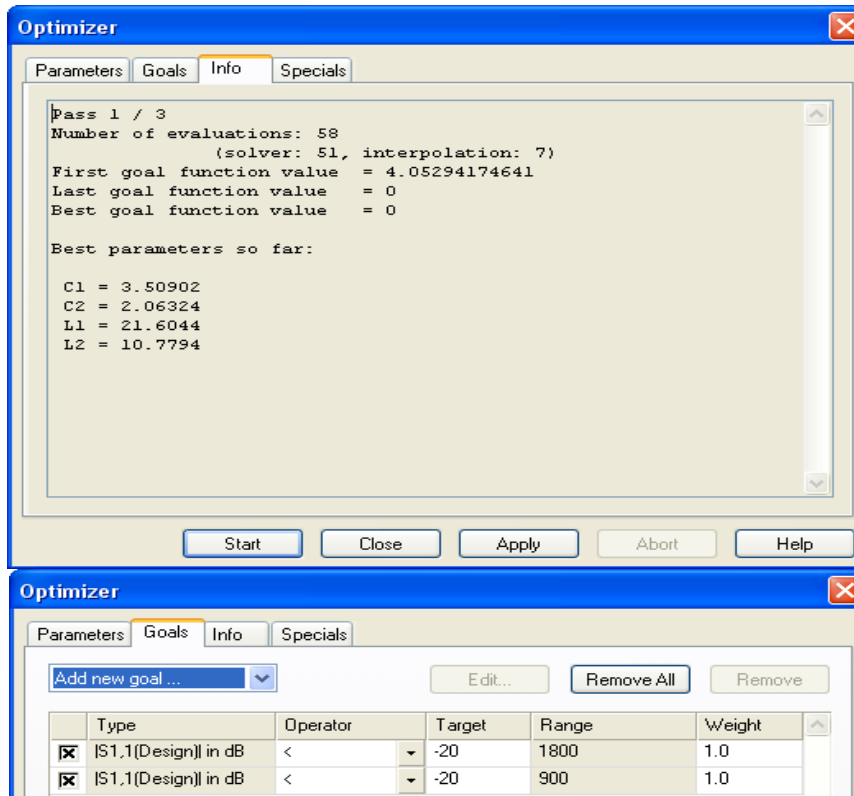 Optimizer
Parameters Goals Info Specials
Pass 1 / 3
Number of evaluations: 58
(solver: 51, interpolation: 7)
First goal function value = 4.05294174641
Last goal function value = 0
Best goal function value = 0
Best parameters so far:
C1 = 3.50902
C2 = 2.06324
L1 = 21.6044
L2 = 10.7794
Start Close Apply Abort Help
Optimizer
Parameters Goals Info Specials
Add new goal ... Edit... Remove All Remove
Type Operator Target Range Weight
|S1,1(Design)| in dB < -20 1800 1.0
|S1,1(Design)| in dB < -20 900 1.0